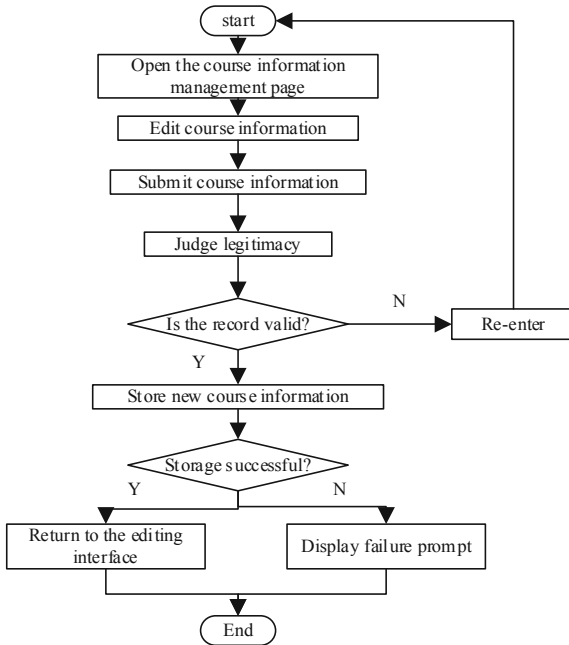 start
Open the course information
management page
Edit course information
Submit course information
Judge legitimacy
Is the record valid?
N
Re-enter
Y
Store new course information
Storage successful?
Y
N
Return to the editing
interface
Display failure prompt
End